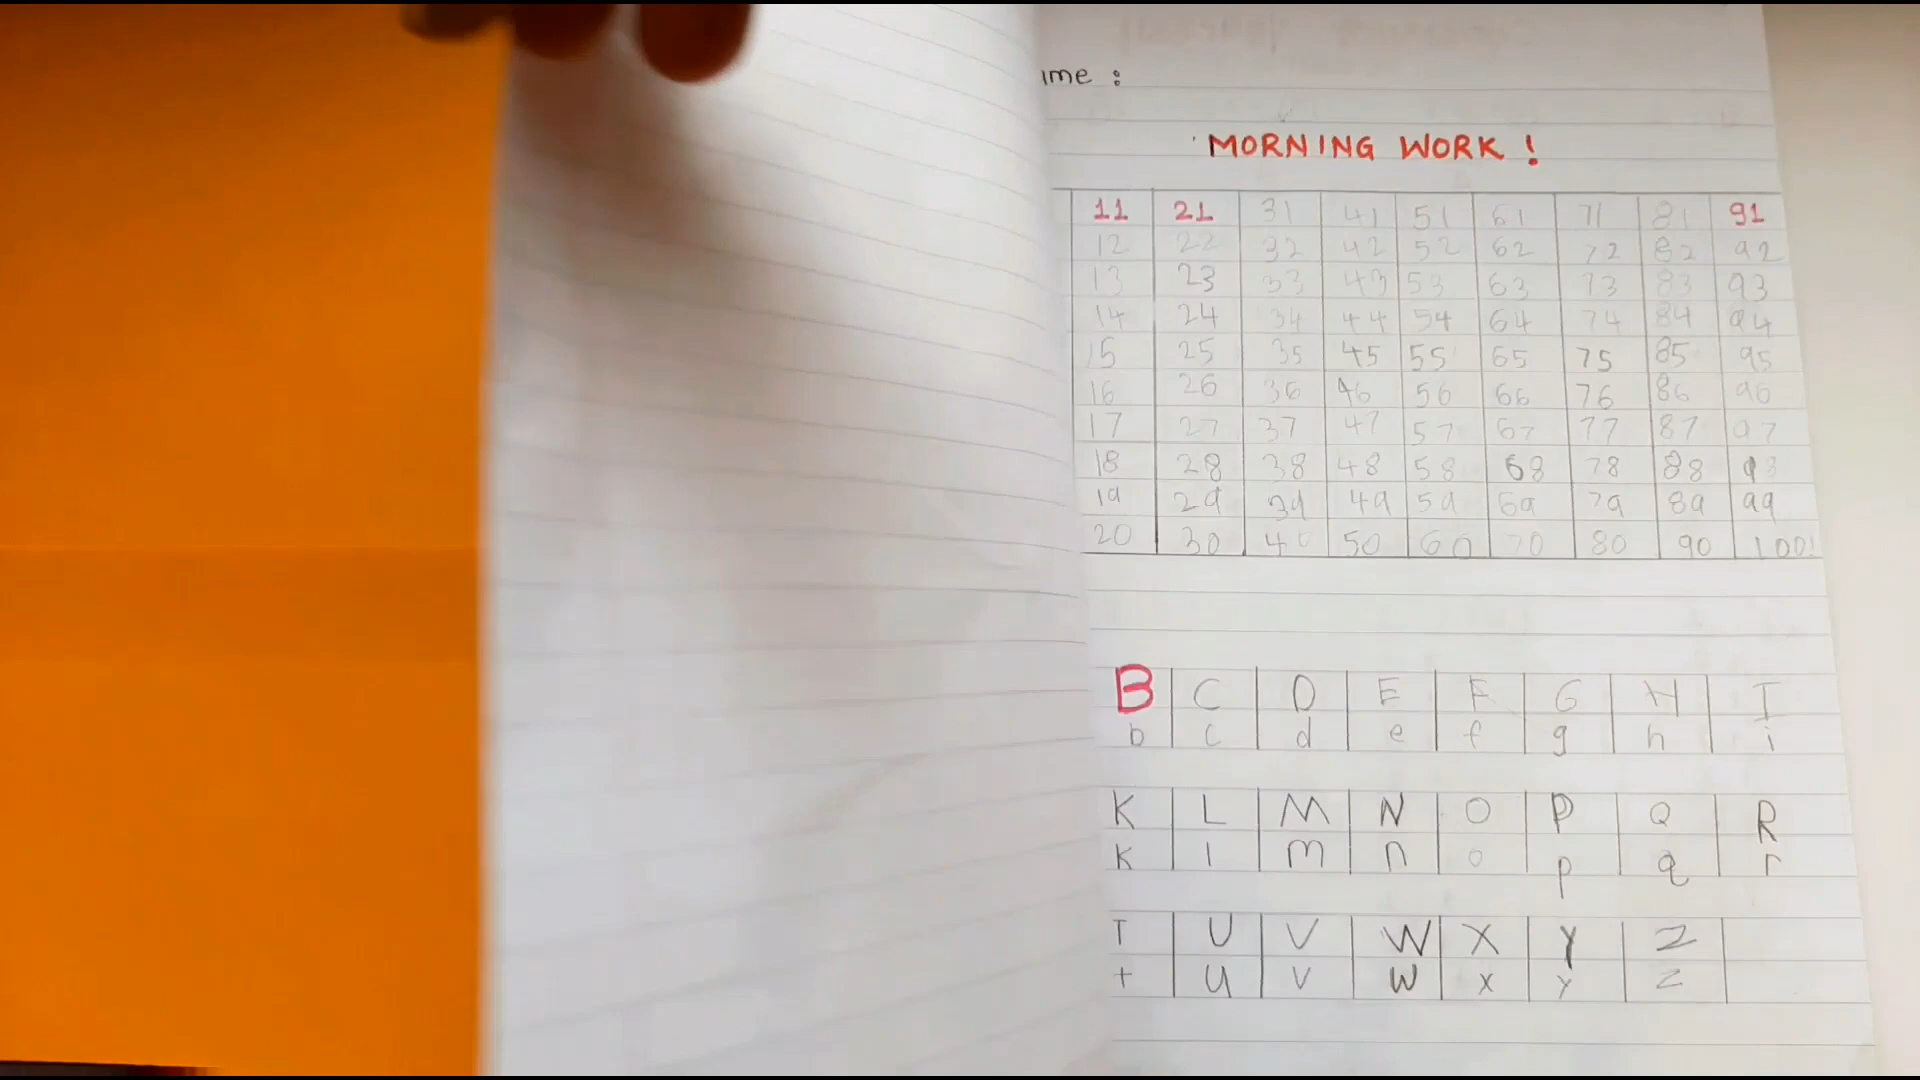 ime :
MORNING WORK !
11 21 31 41 51 61 71 81 91
12 22 32 42 52 62 72 82 92
13 23 33 43 53 63 73 83 93
14 24 34 44 54 64 74 84 94
15 25 35 45 55 65 75 85 95
16 26 36 46 56 66 76 86 96
17 27 37 47 57 67 77 87 97
18 28 38 48 58 68 78 88 98
19 29 39 49 59 69 79 89 99
20 30 40 50 60 70 80 90 100!
B C D E F G H I
b c d e f g h i
K L M N O P Q R
K l m n o p q r
T U V W X Y Z
t u v w x y z